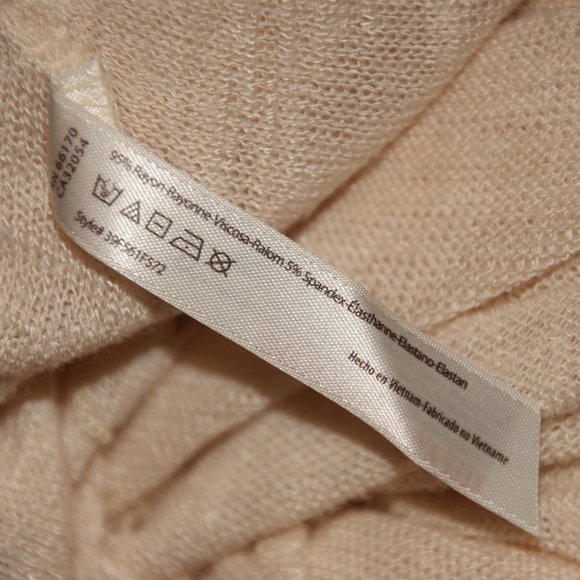 66170
CA32054
95% Rayon-Rayonne-Viscosa-Raiom 5% Spandex-Élasthanne-Elastano-Elastan
Style# 39F561F572
Hecho en Vietnam-Fabricado no Vietname